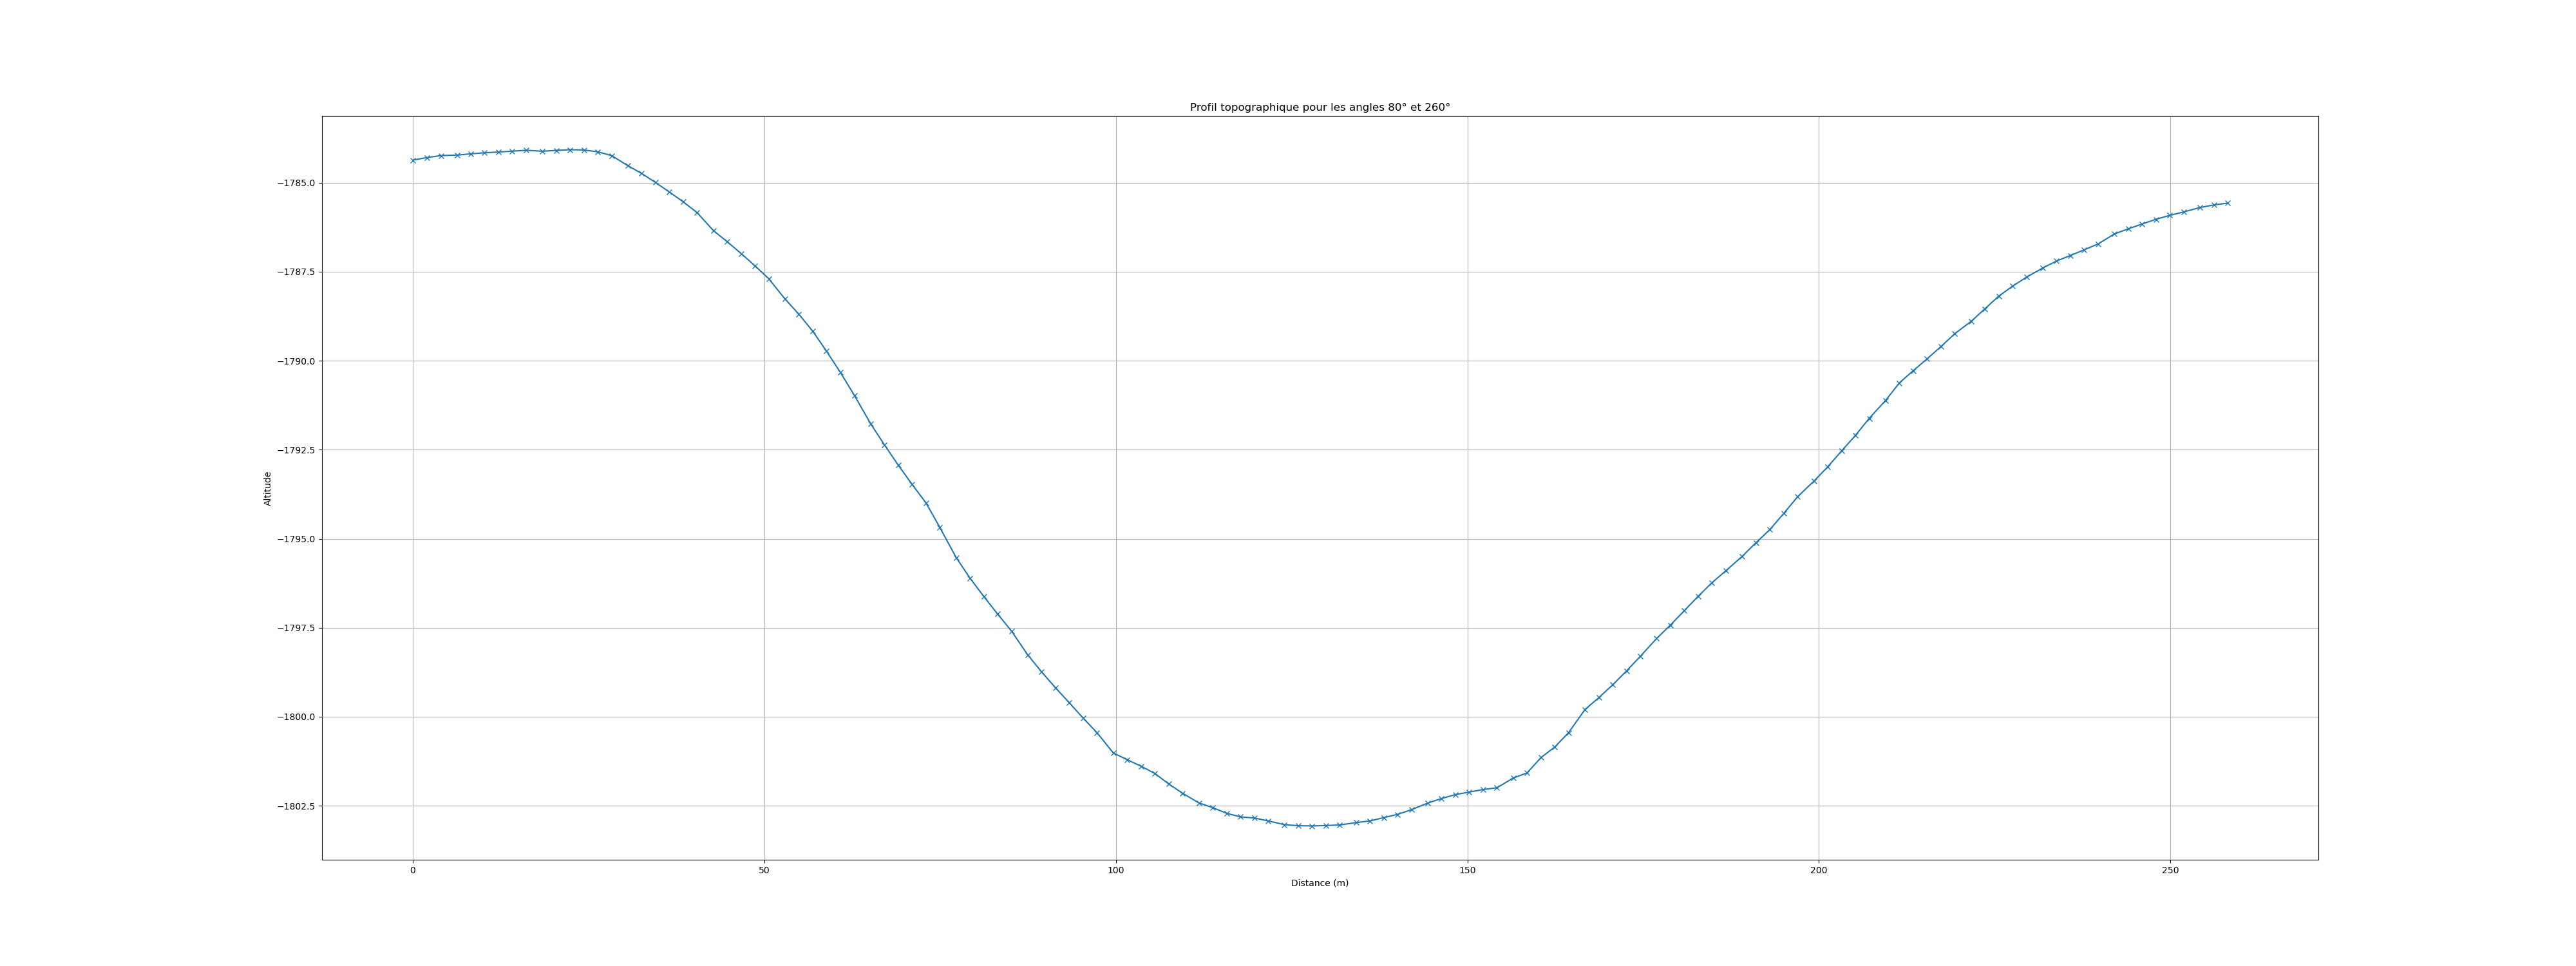 Profil topographique pour les angles 80° et 260°
−1785.0
−1787.5
−1790.0
−1792.5
−1795.0
−1797.5
−1800.0
−1802.5
Altitude
0 50 100 150 200 250
Distance (m)